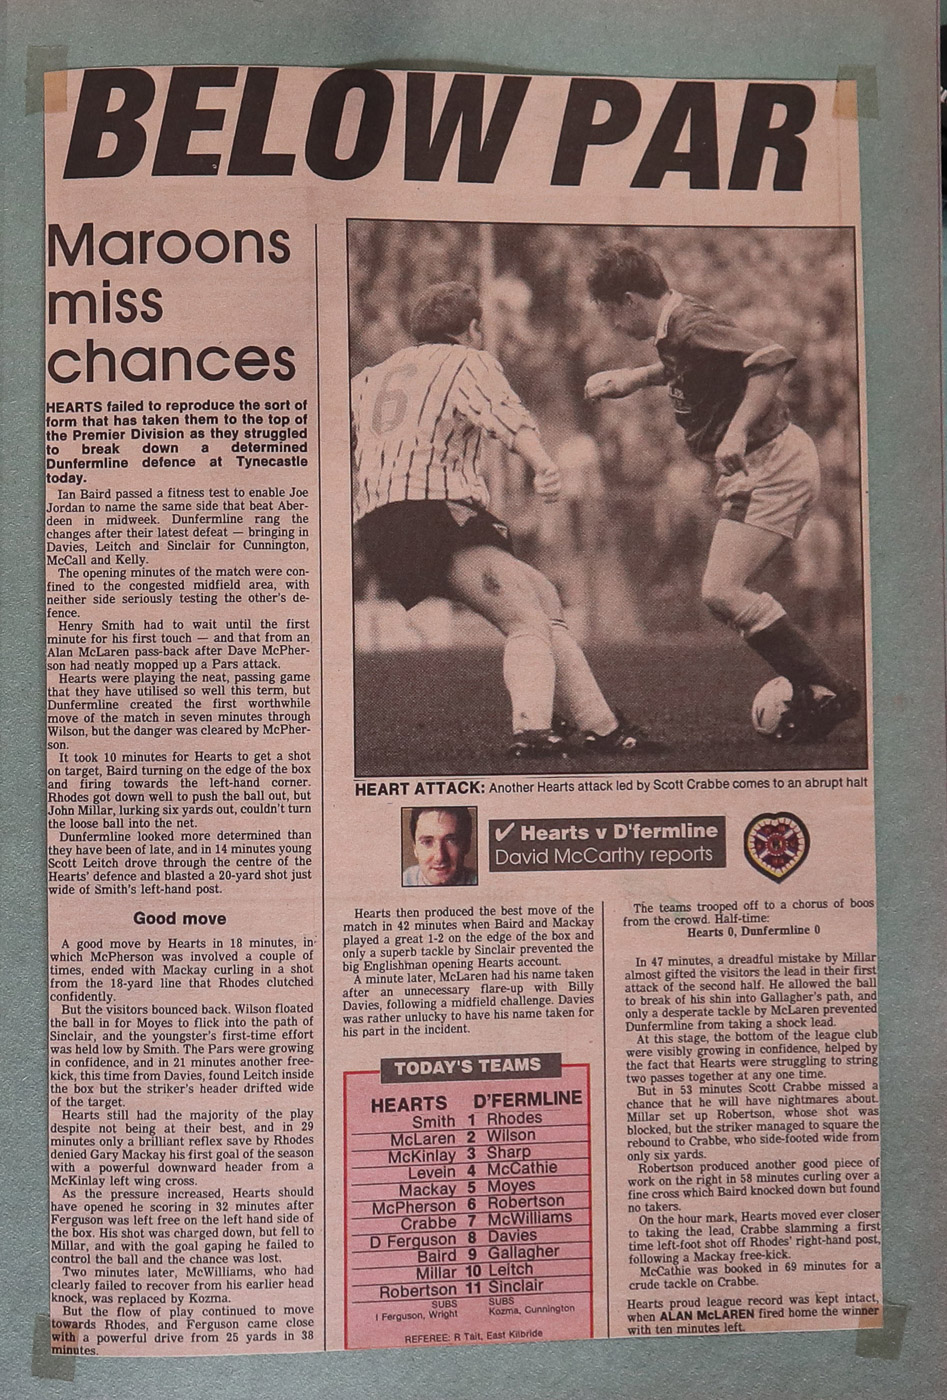 BELOW PAR
Maroons
miss
chances
HEARTS failed to reproduce the sort of
form that has taken them to the top of
the Premier Division as they struggled
to break down a determined
Dunfermline defence at Tynecastle
today.
Ian Baird passed a fitness test to enable Joe
Jordan to name the same side that beat Aber-
deen in midweek. Dunfermline rang the
changes after their latest defeat — bringing in
Davies, Leitch and Sinclair for Cunnington,
McCall and Kelly.
The opening minutes of the match were con-
fined to the congested midfield area, with
neither side seriously testing the other's de-
fence.
Henry Smith had to wait until the first
minute for his first touch — and that from an
Alan McLaren pass-back after Dave McPher-
son had neatly mopped up a Pars attack.
Hearts were playing the neat, passing game
that they have utilised so well this term, but
Dunfermline created the first worthwhile
move of the match in seven minutes through
Wilson, but the danger was cleared by McPher-
son.
It took 10 minutes for Hearts to get a shot
on target, Baird turning on the edge of the box
and firing towards the left-hand corner.
Rhodes got down well to push the ball out, but
John Millar, lurking six yards out, couldn't turn
the loose ball into the net.
Dunfermline looked more determined than
they have been of late, and in 14 minutes young
Scott Leitch drove through the centre of the
Hearts' defence and blasted a 20-yard shot just
wide of Smith's left-hand post.
Good move
A good move by Hearts in 18 minutes, in
which McPherson was involved a couple of
times, ended with Mackay curling in a shot
from the 18-yard line that Rhodes clutched
confidently.
But the visitors bounced back. Wilson floated
the ball in for Moyes to flick into the path of
Sinclair, and the youngster's first-time effort
was held low by Smith. The Pars were growing
in confidence, and in 21 minutes another free-
kick, this time from Davies, found Leitch inside
the box but the striker's header drifted wide
of the target.
Hearts still had the majority of the play
despite not being at their best, and in 29
minutes only a brilliant reflex save by Rhodes
denied Gary Mackay his first goal of the season
with a powerful downward header from a
McKinlay left wing cross.
As the pressure increased, Hearts should
have opened he scoring in 32 minutes after
Ferguson was left free on the left hand side of
the box. His shot was charged down, but fell to
Millar, and with the goal gaping he failed to
control the ball and the chance was lost.
Two minutes later, McWilliams, who had
clearly failed to recover from his earlier head
knock, was replaced by Kozma.
But the flow of play continued to move
towards Rhodes, and Ferguson came close
with a powerful drive from 25 yards in 38
minutes.
6
HEART ATTACK: Another Hearts attack led by Scott Crabbe comes to an abrupt halt
✓ Hearts v D'fermline
David McCarthy reports
Hearts then produced the best move of the
match in 42 minutes when Baird and Mackay
played a great 1-2 on the edge of the box and
only a superb tackle by Sinclair prevented the
big Englishman opening Hearts account.
A minute later, McLaren had his name taken
after an unnecessary flare-up with Billy
Davies, following a midfield challenge. Davies
was rather unlucky to have his name taken for
his part in the incident.
TODAY'S TEAMS
HEARTS D'FERMLINE
Smith 1 Rhodes
McLaren 2 Wilson
McKinlay 3 Sharp
Levein 4 McCathie
Mackay 5 Moyes
McPherson 6 Robertson
Crabbe 7 McWilliams
D Ferguson 8 Davies
Baird 9 Gallagher
Millar 10 Leitch
Robertson 11 Sinclair
SUBS SUBS
I Ferguson, Wright Kozma, Cunnington
REFEREE: R Tait, East Kilbride
The teams trooped off to a chorus of boos
from the crowd. Half-time:
Hearts 0, Dunfermline 0
In 47 minutes, a dreadful mistake by Millar
almost gifted the visitors the lead in their first
attack of the second half. He allowed the ball
to break of his shin into Gallagher's path, and
only a desperate tackle by McLaren prevented
Dunfermline from taking a shock lead.
At this stage, the bottom of the league club
were visibly growing in confidence, helped by
the fact that Hearts were struggling to string
two passes together at any one time.
But in 53 minutes Scott Crabbe missed a
chance that he will have nightmares about.
Millar set up Robertson, whose shot was
blocked, but the striker managed to square the
rebound to Crabbe, who side-footed wide from
only six yards.
Robertson produced another good piece of
work on the right in 58 minutes curling over a
fine cross which Baird knocked down but found
no takers.
On the hour mark, Hearts moved ever closer
to taking the lead, Crabbe slamming a first
time left-foot shot off Rhodes' right-hand post,
following a Mackay free-kick.
McCathie was booked in 69 minutes for a
crude tackle on Crabbe.
Hearts proud league record was kept intact,
when ALAN McLAREN fired home the winner
with ten minutes left.